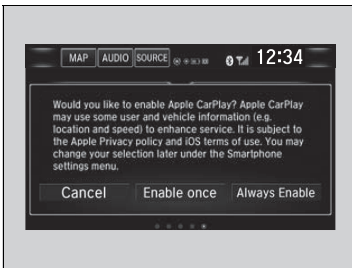 MAP AUDIO SOURCE 12:34
Would you like to enable Apple CarPlay? Apple CarPlay
may use some user and vehicle information (e.g.
location and speed) to enhance service. It is subject to
the Apple Privacy policy and iOS terms of use. You may
change your selection later under the Smartphone
settings menu.
Cancel Enable once Always Enable